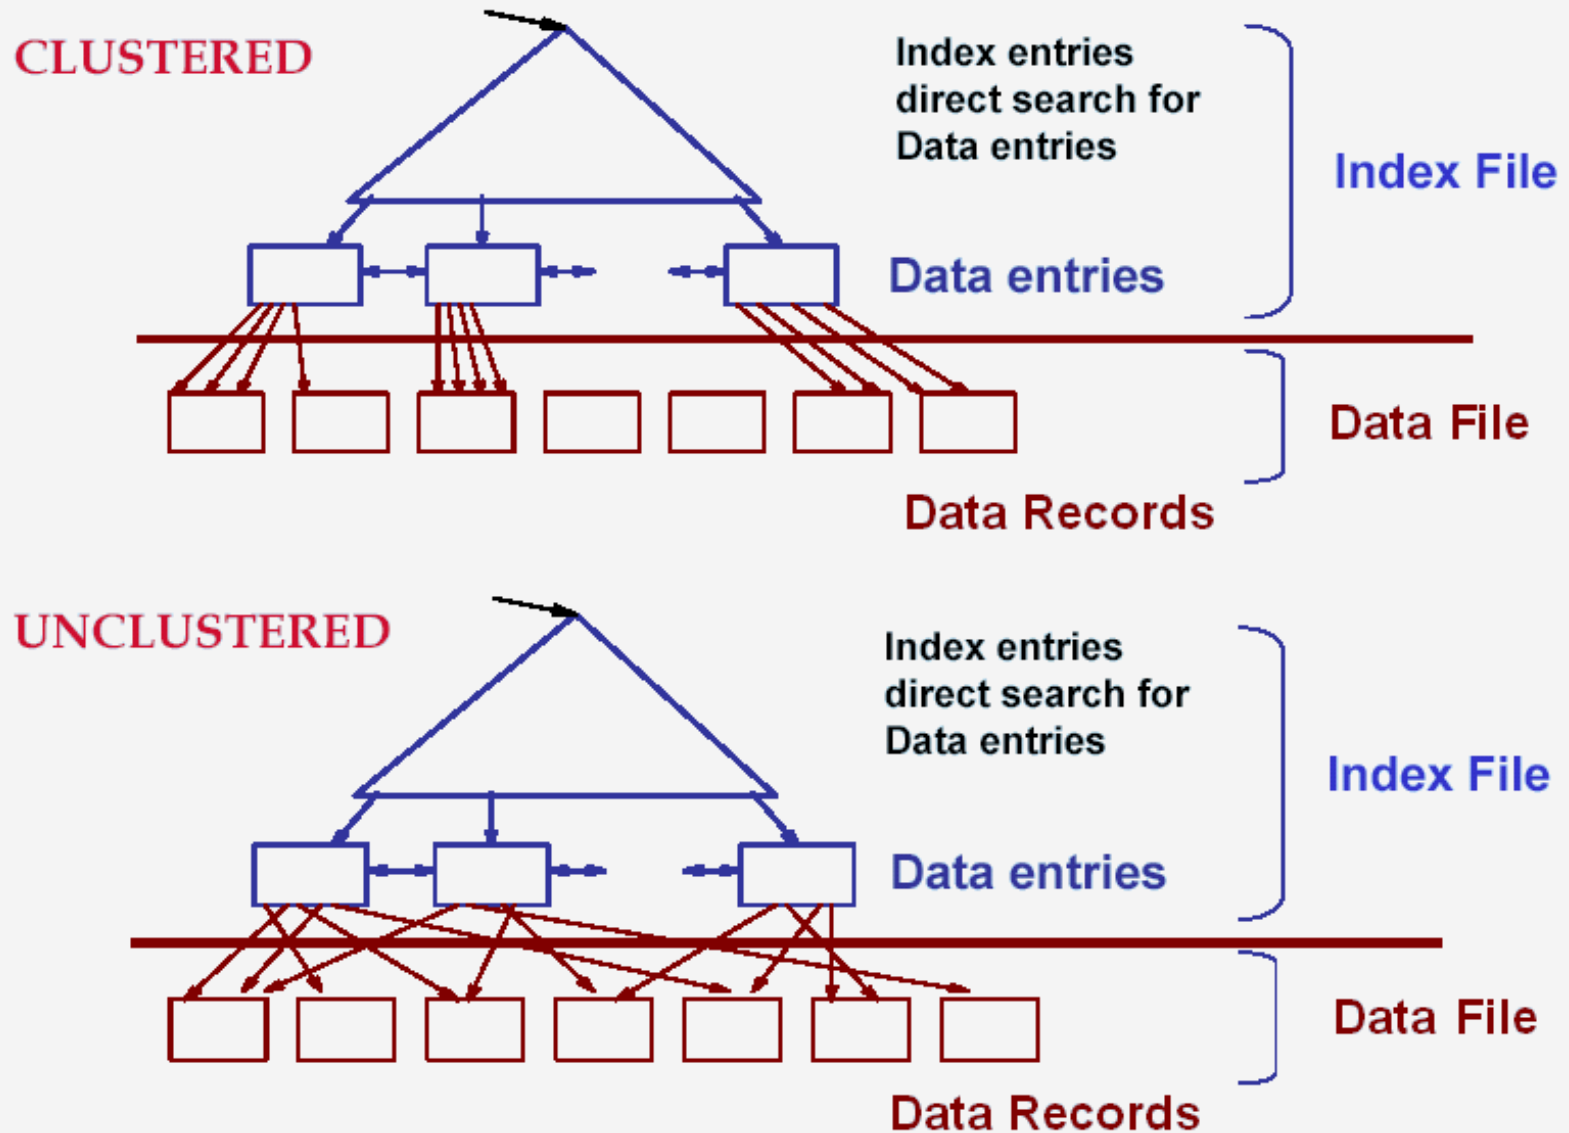 CLUSTERED
Index entries
direct search for
Data entries
Index File
Data entries
Data File
Data Records
UNCLUSTERED
Index entries
direct search for
Data entries
Index File
Data entries
Data File
Data Records